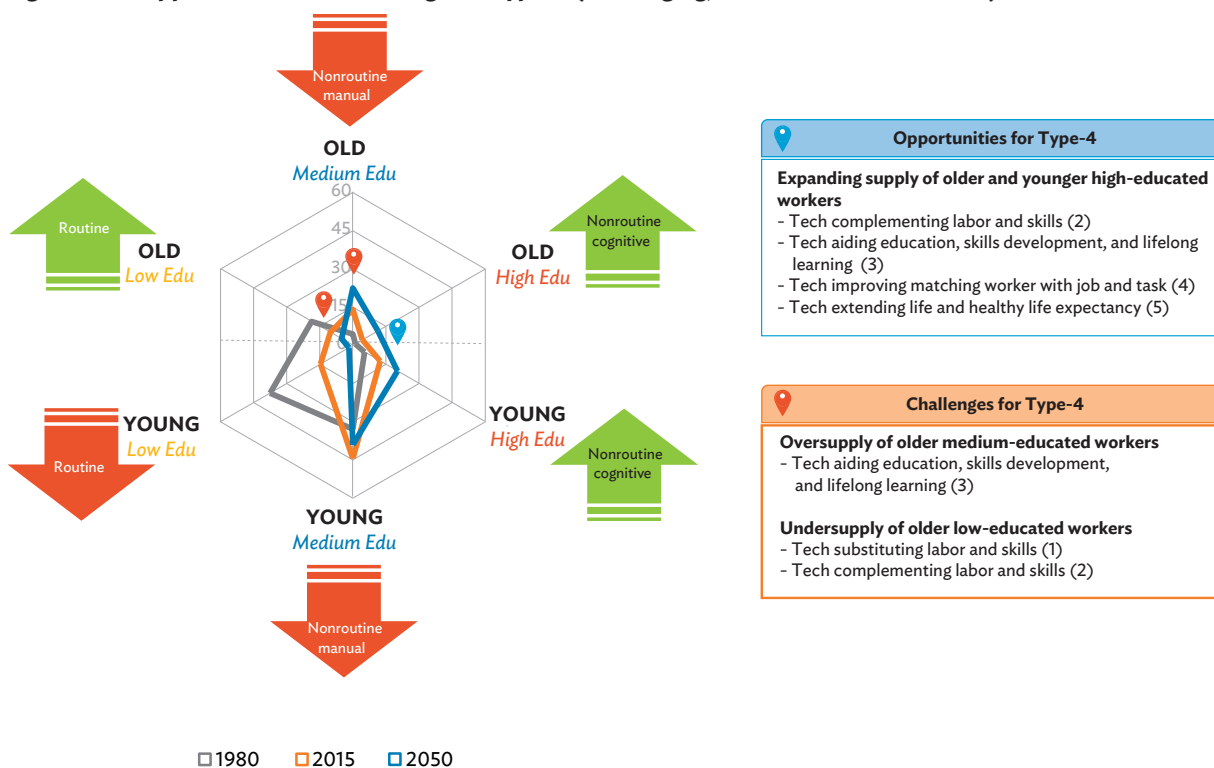 Nonroutine
manual
OLD
Medium Edu
60
45
30
15
0
Routine
OLD
Low Edu
Nonroutine
cognitive
OLD
High Edu
YOUNG
Low Edu
Routine
YOUNG
High Edu
Nonroutine
cognitive
YOUNG
Medium Edu
Nonroutine
manual
1980
2015
2050
Opportunities for Type-4
Expanding supply of older and younger high-educated
workers
- Tech complementing labor and skills (2)
- Tech aiding education, skills development, and lifelong
learning (3)
- Tech improving matching worker with job and task (4)
- Tech extending life and healthy life expectancy (5)
Challenges for Type-4
Oversupply of older medium-educated workers
- Tech aiding education, skills development,
and lifelong learning (3)
Undersupply of older low-educated workers
- Tech substituting labor and skills (1)
- Tech complementing labor and skills (2)